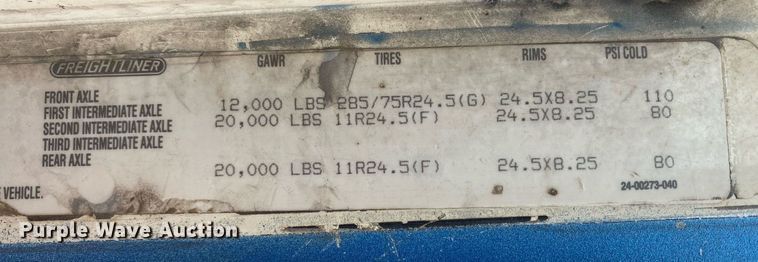 FREIGHTLINER GAWR TIRES RIMS PSI COLD
FRONT AXLE 12,000 LBS 285/75R24.5(G) 24.5X8.25 110
FIRST INTERMEDIATE AXLE 20,000 LBS 11R24.5(F) 24.5X8.25 80
SECOND INTERMEDIATE AXLE
THIRD INTERMEDIATE AXLE
REAR AXLE 20,000 LBS 11R24.5(F) 24.5X8.25 80
VEHICLE. 24-00273-040
Purple Wave Auction